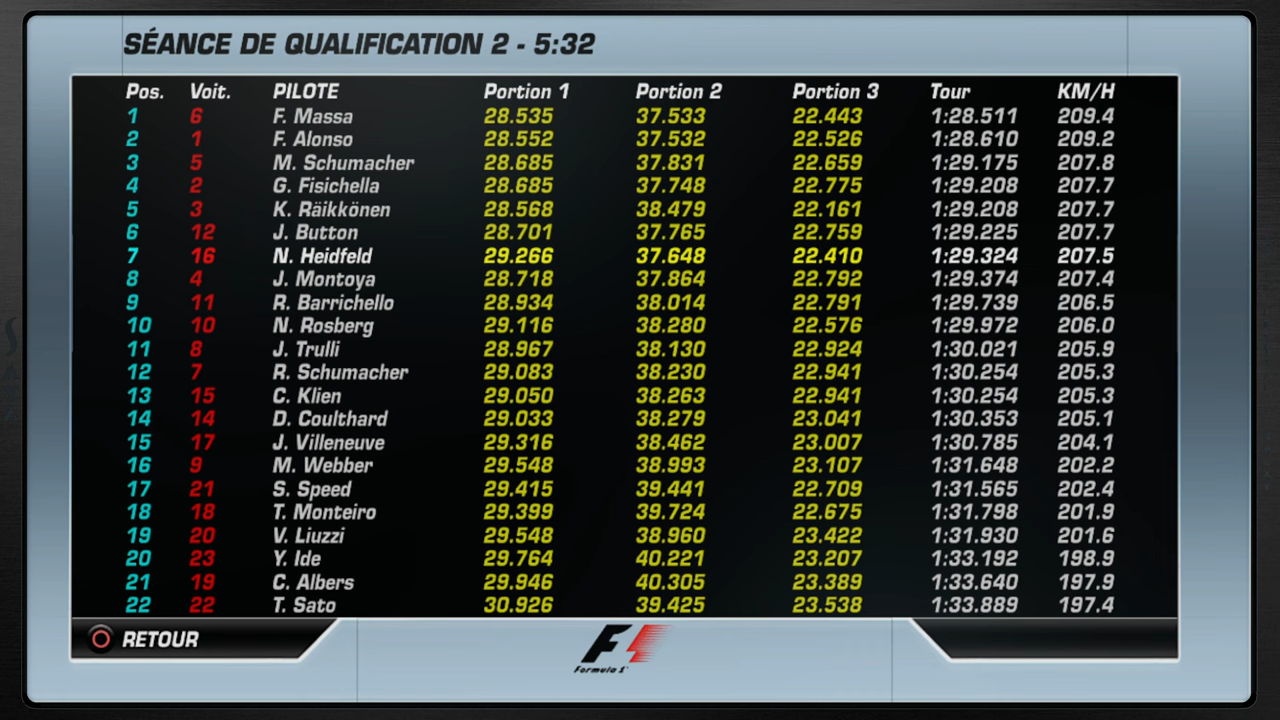 SÉANCE DE QUALIFICATION 2 - 5:32
Pos. Voit. PILOTE Portion 1 Portion 2 Portion 3 Tour KM/H
1 6 F. Massa 28.535 37.533 22.443 1:28.511 209.4
2 1 F. Alonso 28.552 37.532 22.526 1:28.610 209.2
3 5 M. Schumacher 28.685 37.831 22.659 1:29.175 207.8
4 2 G. Fisichella 28.685 37.748 22.775 1:29.208 207.7
5 3 K. Räikkönen 28.568 38.479 22.161 1:29.208 207.7
6 12 J. Button 28.701 37.765 22.759 1:29.225 207.7
7 16 N. Heidfeld 29.266 37.648 22.410 1:29.324 207.5
8 4 J. Montoya 28.718 37.864 22.792 1:29.374 207.4
9 11 R. Barrichello 28.934 38.014 22.791 1:29.739 206.5
10 10 N. Rosberg 29.116 38.280 22.576 1:29.972 206.0
11 8 J. Trulli 28.967 38.130 22.924 1:30.021 205.9
12 7 R. Schumacher 29.083 38.230 22.941 1:30.254 205.3
13 15 C. Klien 29.050 38.263 22.941 1:30.254 205.3
14 14 D. Coulthard 29.033 38.279 23.041 1:30.353 205.1
15 17 J. Villeneuve 29.316 38.462 23.007 1:30.785 204.1
16 9 M. Webber 29.548 38.993 23.107 1:31.648 202.2
17 21 S. Speed 29.415 39.441 22.709 1:31.565 202.4
18 18 T. Monteiro 29.399 39.724 22.675 1:31.798 201.9
19 20 V. Liuzzi 29.548 38.960 23.422 1:31.930 201.6
20 23 Y. Ide 29.764 40.221 23.207 1:33.192 198.9
21 19 C. Albers 29.946 40.305 23.389 1:33.640 197.9
22 22 T. Sato 30.926 39.425 23.538 1:33.889 197.4
RETOUR
F1
Formula 1